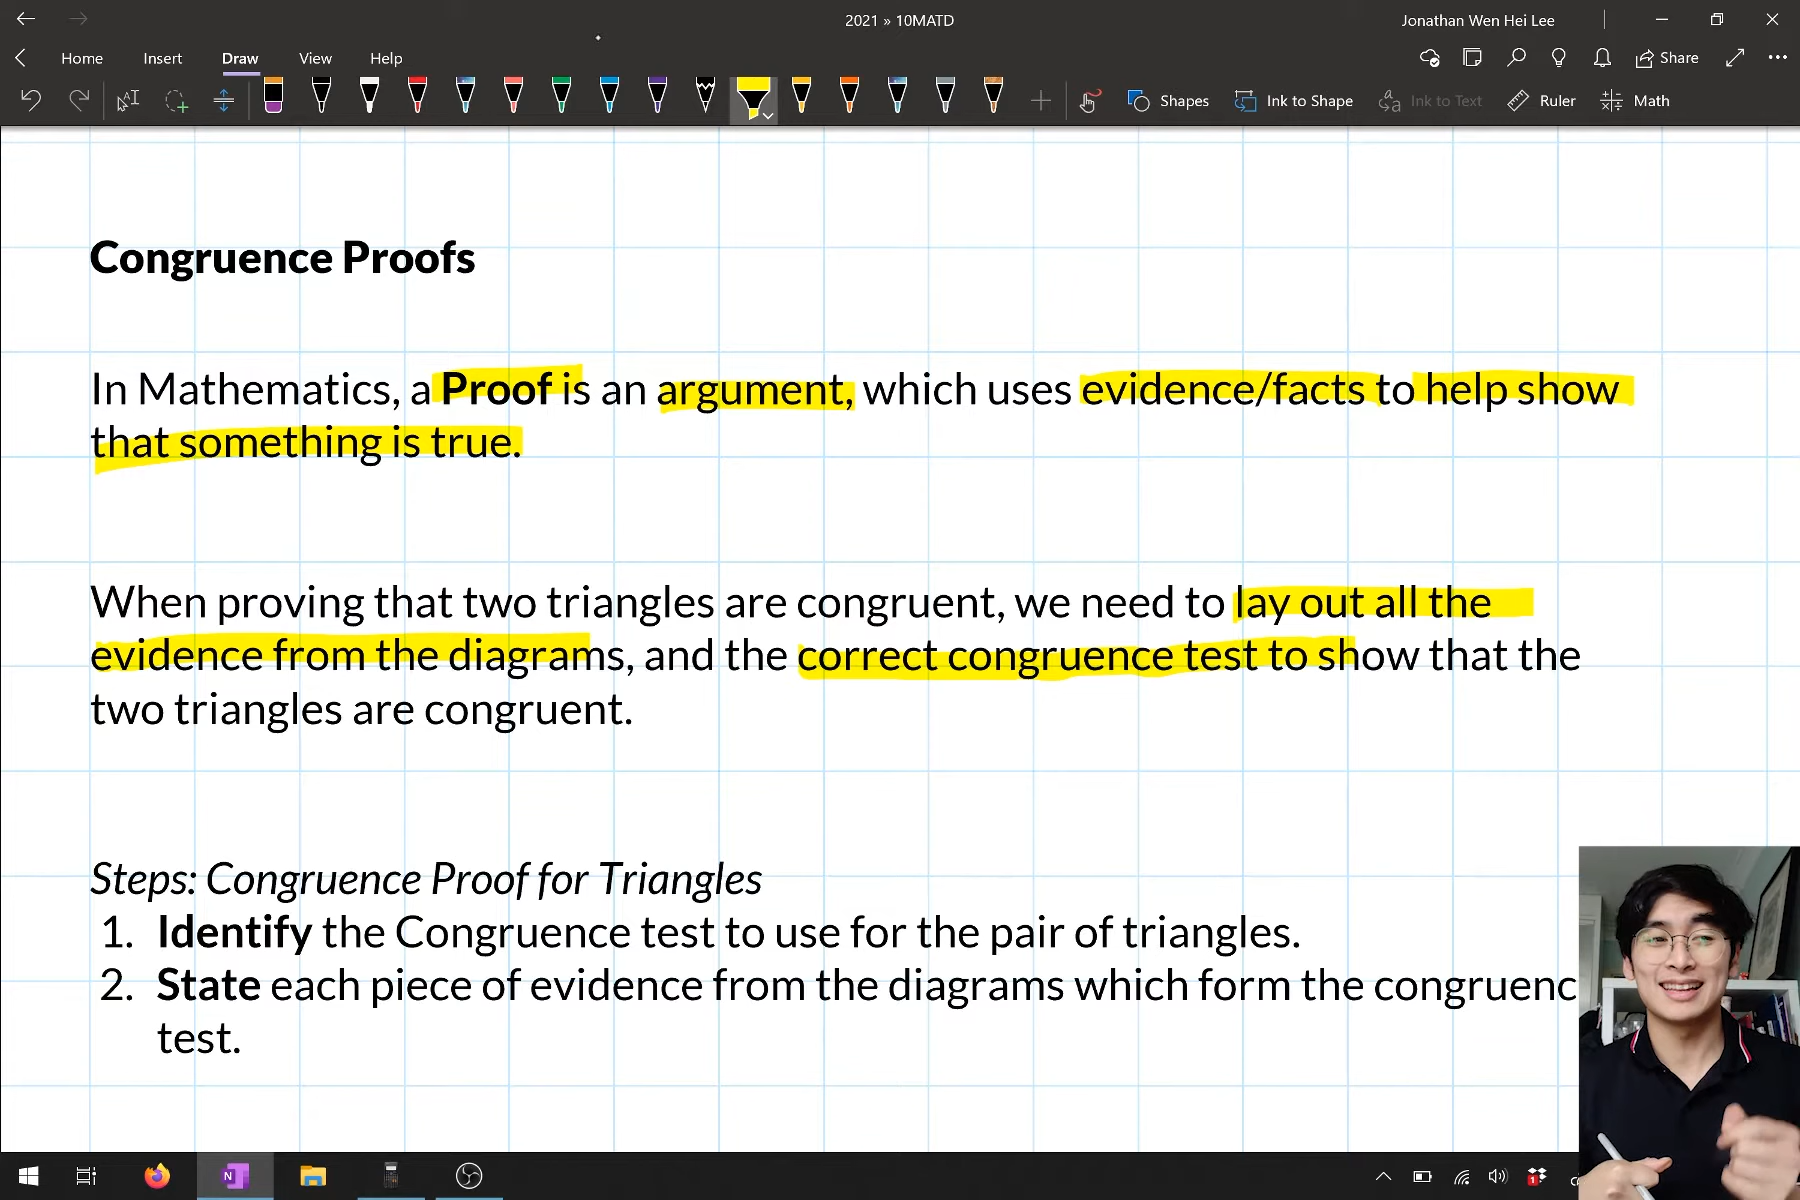 2021 » 10MATD
Jonathan Wen Hei Lee
Home Insert Draw View Help
Share
Shapes Ink to Shape Ink to Text Ruler Math
Congruence Proofs
In Mathematics, a Proof is an argument, which uses evidence/facts to help show
that something is true.
When proving that two triangles are congruent, we need to lay out all the
evidence from the diagrams, and the correct congruence test to show that the
two triangles are congruent.
Steps: Congruence Proof for Triangles
1. Identify the Congruence test to use for the pair of triangles.
2. State each piece of evidence from the diagrams which form the congruenc
test.